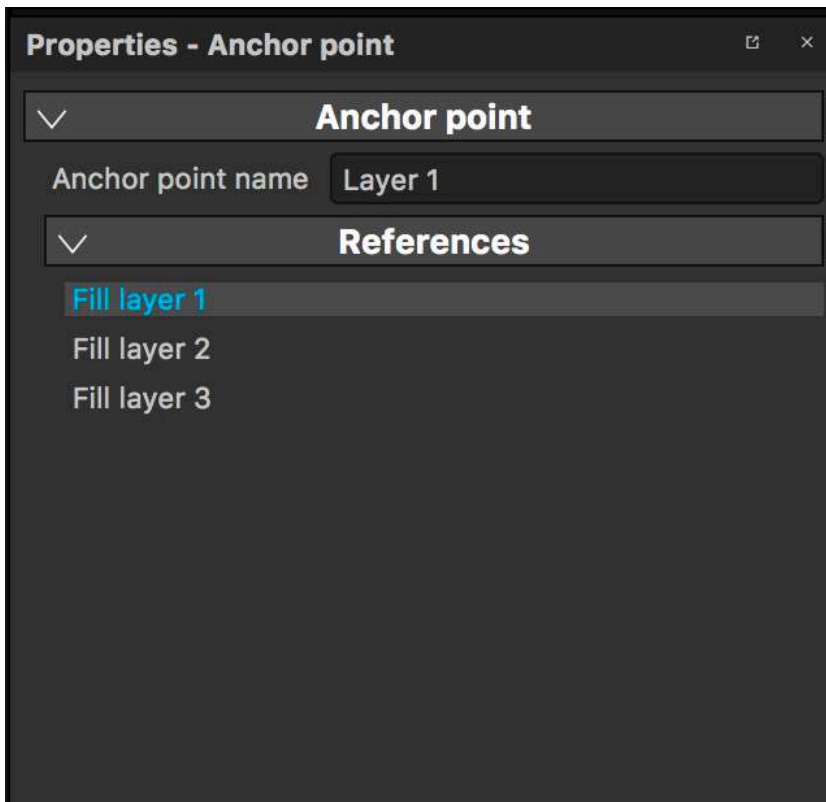 Properties - Anchor point
Anchor point
Anchor point name Layer 1
References
Fill layer 1
Fill layer 2
Fill layer 3